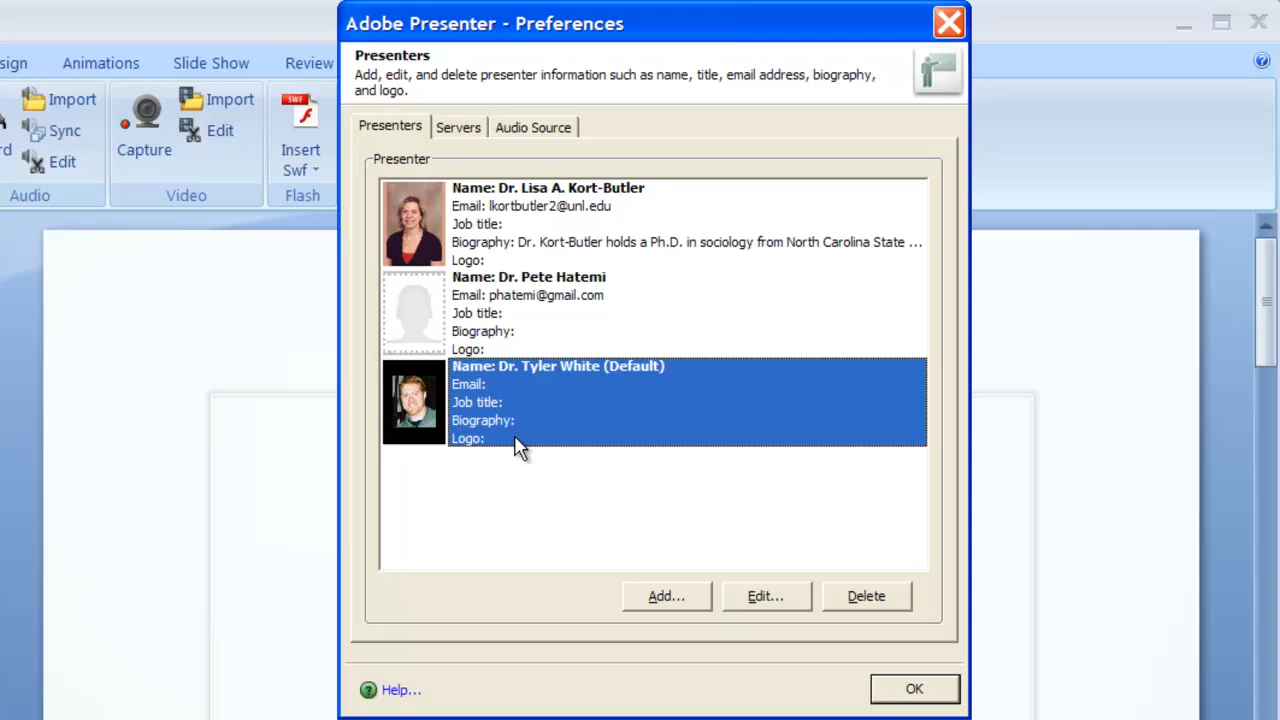 Adobe Presenter - Preferences
Presenters
Add, edit, and delete presenter information such as name, title, email address, biography,
and logo.
Presenters
Servers
Audio Source
Presenter
Name: Dr. Lisa A. Kort-Butler
Email: lkortbutler2@unl.edu
Job title:
Biography: Dr. Kort-Butler holds a Ph.D. in sociology from North Carolina State ...
Logo:
Name: Dr. Pete Hatemi
Email: phatemi@gmail.com
Job title:
Biography:
Logo:
Name: Dr. Tyler White (Default)
Email:
Job title:
Biography:
Logo:
Add...
Edit...
Delete
Help...
OK
sign
Animations
Slide Show
Review
Import
Sync
rd
Edit
Audio
Capture
Import
Edit
Video
SWF
Insert
Swf
Flash